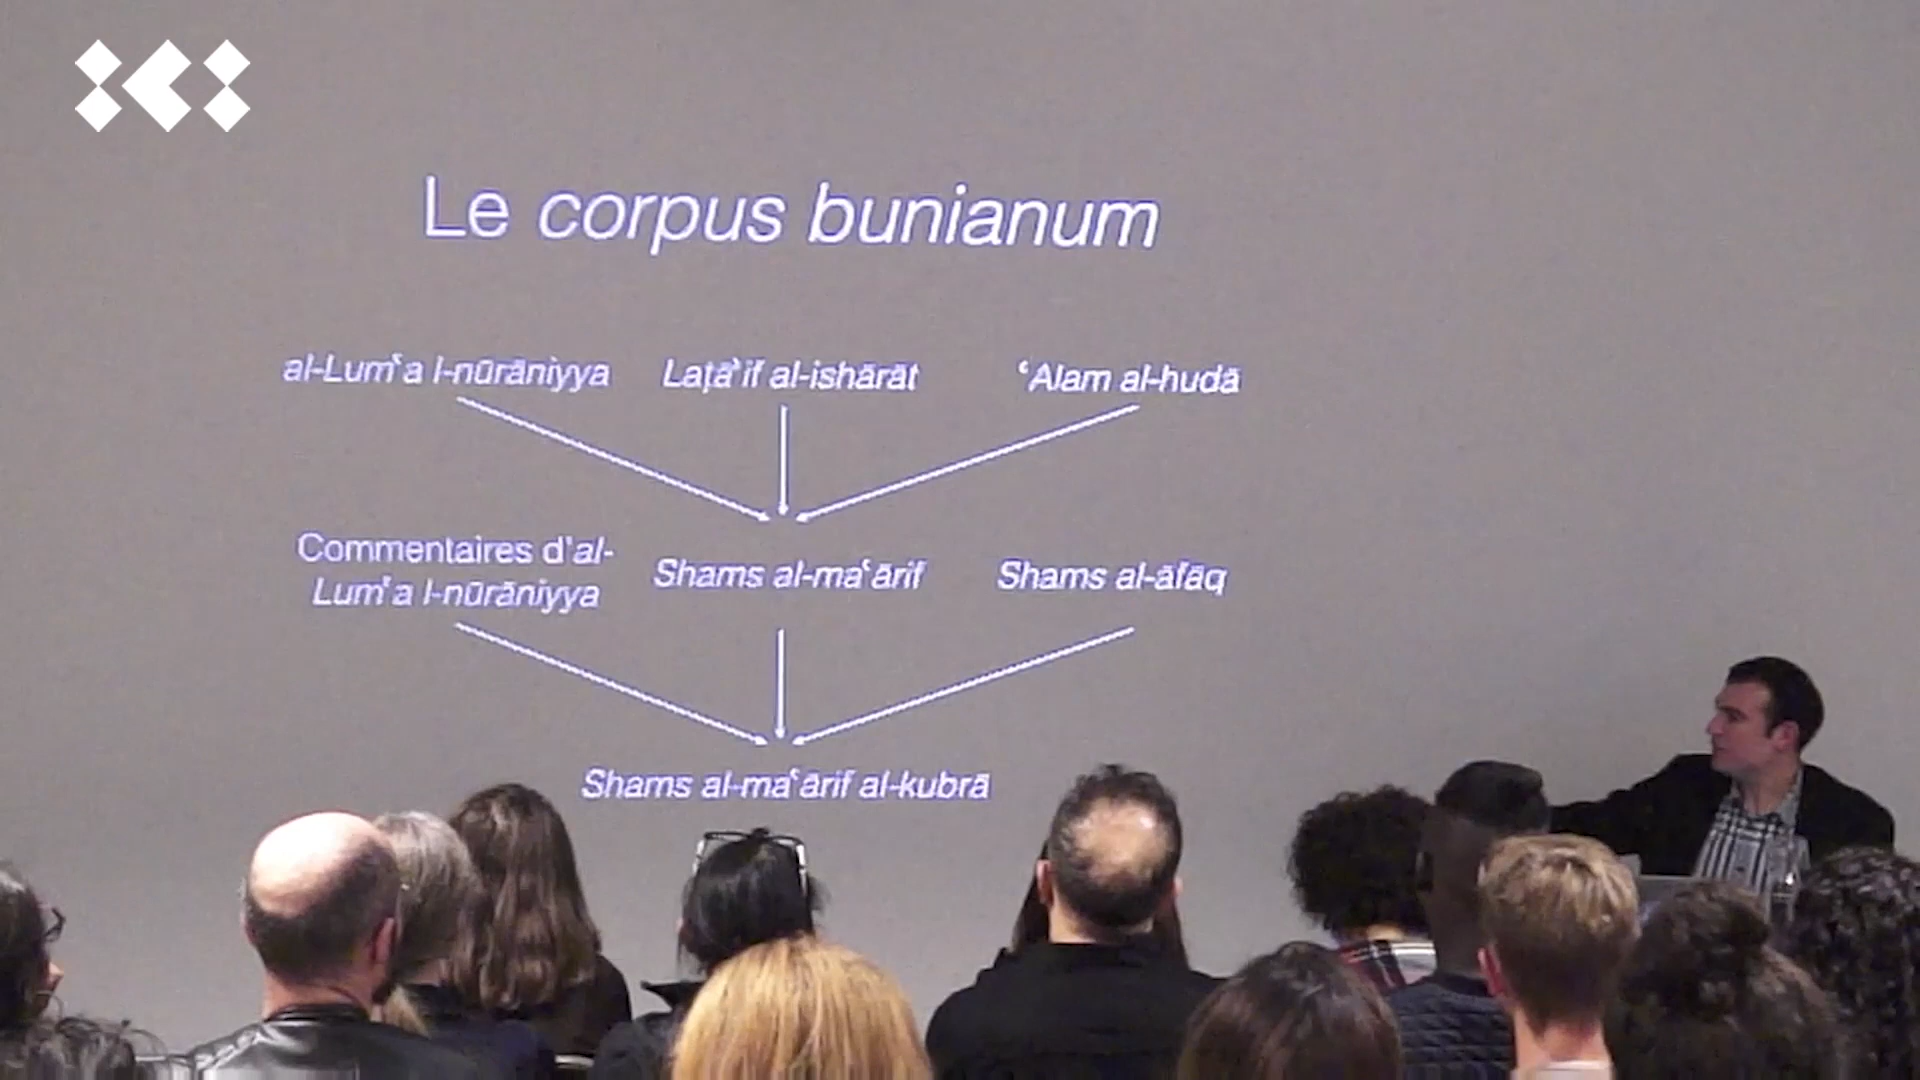 Le corpus bunianum
al-Lumʿa l-nūrāniyya
Laṭāʾif al-ishārāt
ʿAlam al-hudā
Commentaires d'al-
Lumʿa l-nūrāniyya
Shams al-maʿārif
Shams al-āfāq
Shams al-maʿārif al-kubrā